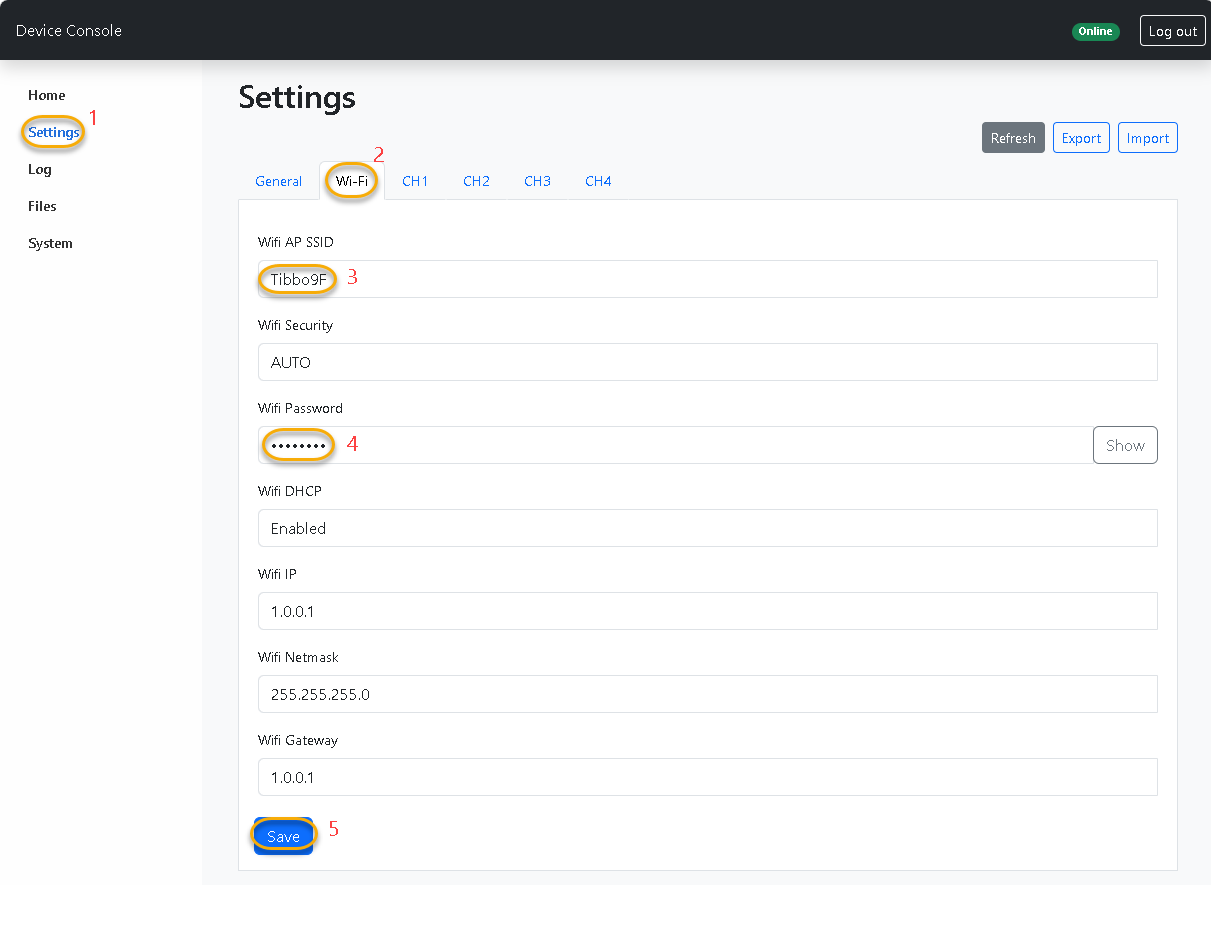 Device Console
Online
Log out
Home
Settings
1
Log
Files
System
Settings
Refresh
Export
Import
2
General
Wi-Fi
CH1
CH2
CH3
CH4
Wifi AP SSID
Tibbo9F
3
Wifi Security
AUTO
Wifi Password
••••••••
4
Show
Wifi DHCP
Enabled
Wifi IP
1.0.0.1
Wifi Netmask
255.255.255.0
Wifi Gateway
1.0.0.1
Save
5